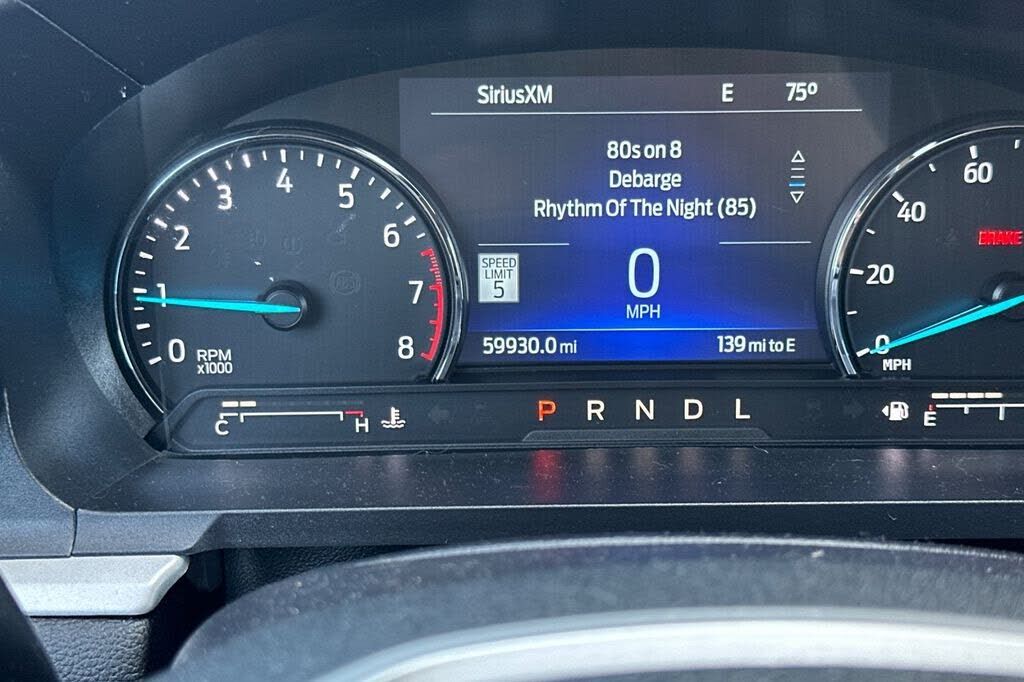 SiriusXM E 75º
80s on 8
Debarge
Rhythm Of The Night (85)
SPEED
LIMIT
5
0
MPH
59930.0 mi 139 mi to E
0 1 2 3 4 5 6 7 8
RPM
x1000
0 20 40 60
BRAKE
MPH
C H
P R N D L
E